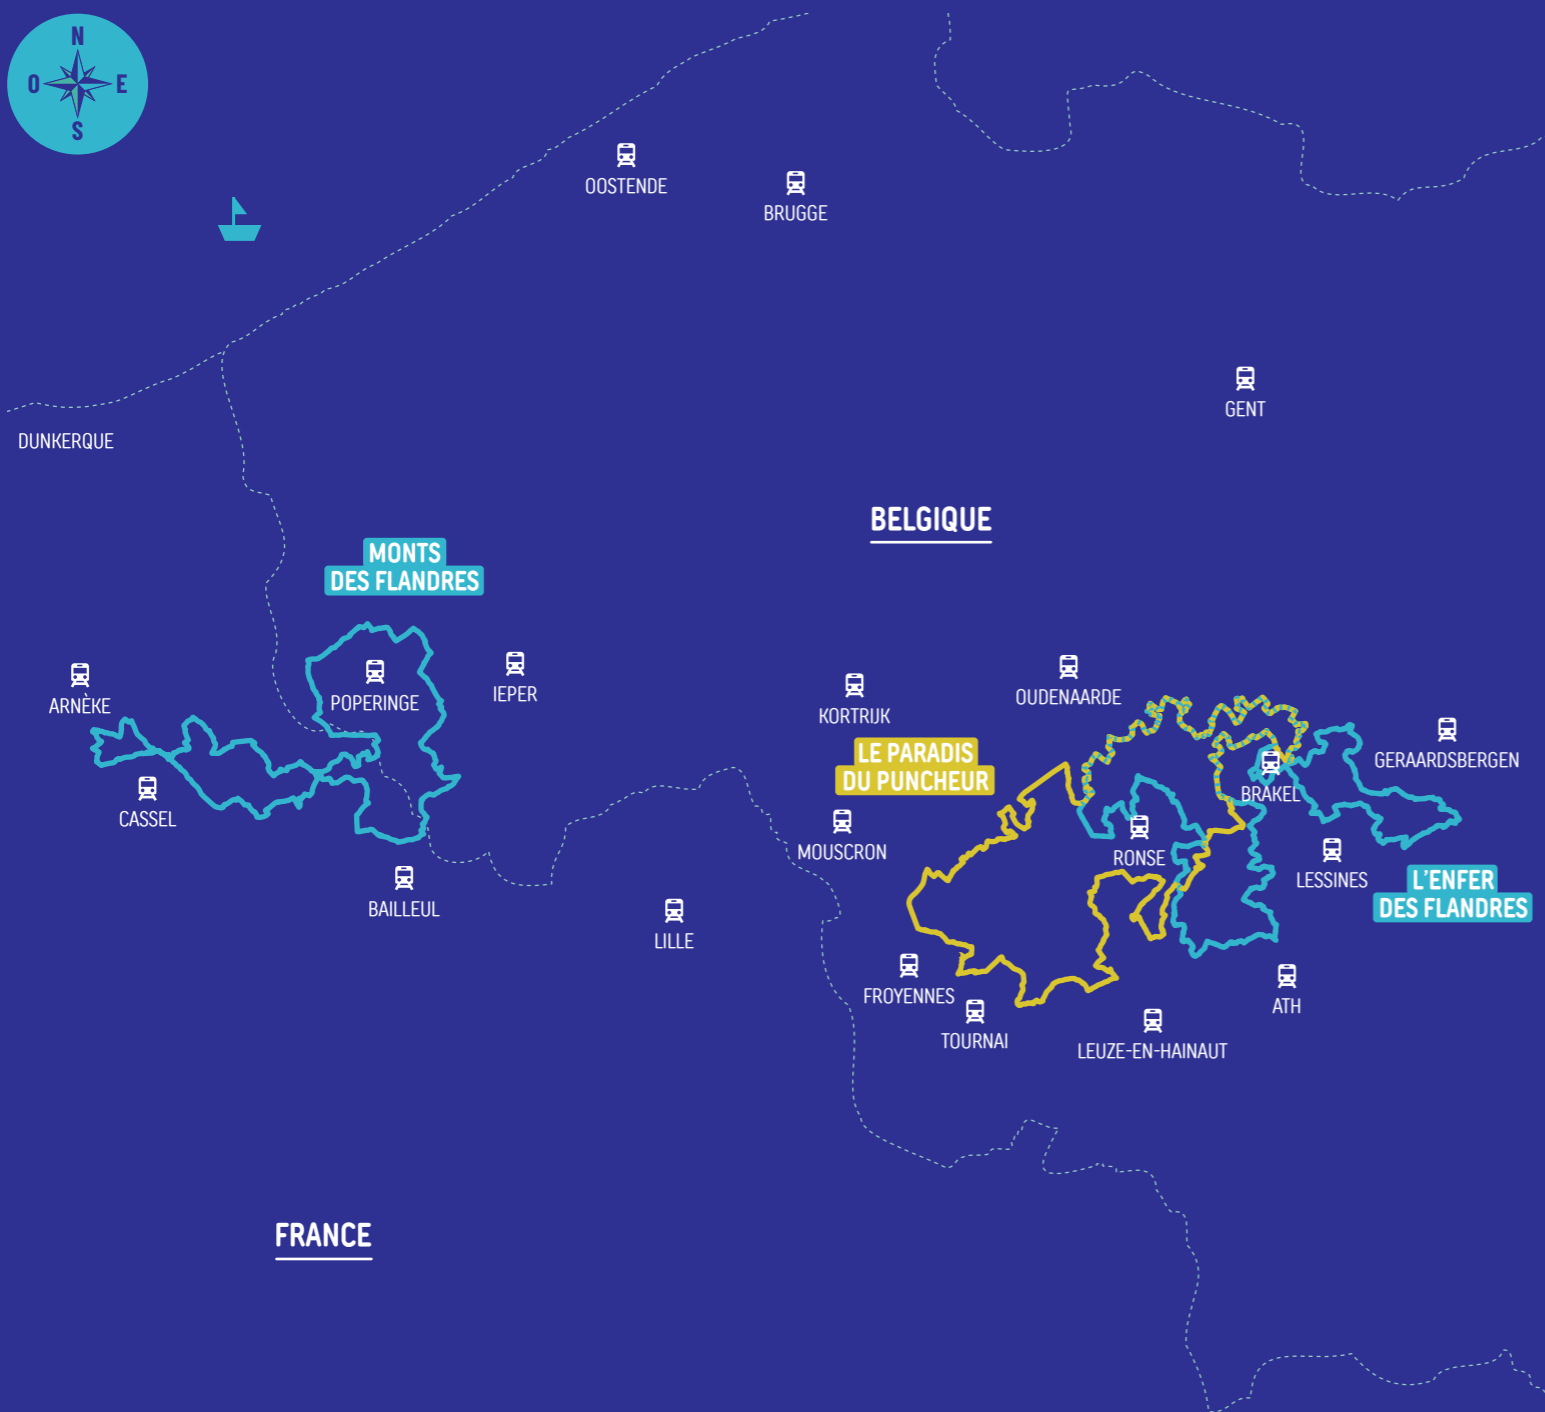 N
O
E
S
OOSTENDE
BRUGGE
GENT
DUNKERQUE
BELGIQUE
MONTS
DES FLANDRES
ARNÈKE
POPERINGE
IEPER
KORTRIJK
OUDENAARDE
LE PARADIS
DU PUNCHEUR
GERAARDSBERGEN
BRAKEL
CASSEL
MOUSCRON
RONSE
LESSINES
L'ENFER
DES FLANDRES
BAILLEUL
LILLE
FROYENNES
TOURNAI
ATH
LEUZE-EN-HAINAUT
FRANCE